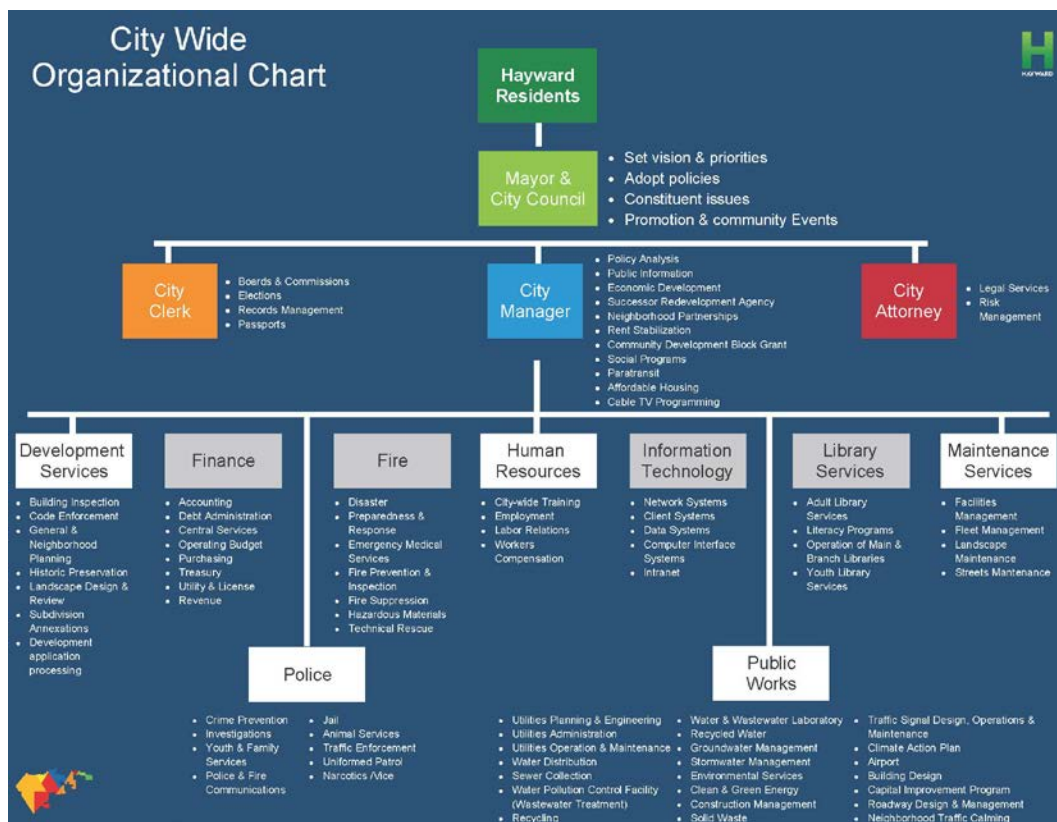 City Wide
Organizational Chart
H
HAYWARD
Hayward
Residents
Mayor &
City Council
• Set vision & priorities
• Adopt policies
• Constituent issues
• Promotion & community Events
City
Clerk
• Boards & Commissions
• Elections
• Records Management
• Passports
City
Manager
• Policy Analysis
• Public Information
• Economic Development
• Successor Redevelopment Agency
• Neighborhood Partnerships
• Rent Stabilization
• Community Development Block Grant
• Social Programs
• Paratransit
• Affordable Housing
• Cable TV Programming
City
Attorney
• Legal Services
• Risk
Management
Development
Services
• Building Inspection
• Code Enforcement
• General &
Neighborhood
Planning
• Historic Preservation
• Landscape Design &
Review
• Subdivision
Annexations
• Development
application
processing
Finance
• Accounting
• Debt Administration
• Central Services
• Operating Budget
• Purchasing
• Treasury
• Utility & License
• Revenue
Fire
• Disaster
• Preparedness &
Response
• Emergency Medical
Services
• Fire Prevention &
Inspection
• Fire Suppression
• Hazardous Materials
• Technical Rescue
Human
Resources
• City-wide Training
• Employment
• Labor Relations
• Workers
Compensation
Information
Technology
• Network Systems
• Client Systems
• Data Systems
• Computer Interface
Systems
• Intranet
Library
Services
• Adult Library
Services
• Literacy Programs
• Operation of Main &
Branch Libraries
• Youth Library
Services
Maintenance
Services
• Facilities
Management
• Fleet Management
• Landscape
Maintenance
• Streets Mantenance
Police
• Crime Prevention
• Investigations
• Youth & Family
Services
• Police & Fire
Communications
• Jail
• Animal Services
• Traffic Enforcement
• Uniformed Patrol
• Narcotics /Vice
Public
Works
• Utilities Planning & Engineering
• Utilities Administration
• Utilities Operation & Maintenance
• Water Distribution
• Sewer Collection
• Water Pollution Control Facility
(Wastewater Treatment)
• Recycling
• Water & Wastewater Laboratory
• Recycled Water
• Groundwater Management
• Stormwater Management
• Environmental Services
• Clean & Green Energy
• Construction Management
• Solid Waste
• Traffic Signal Design, Operations &
Maintenance
• Climate Action Plan
• Airport
• Building Design
• Capital Improvement Program
• Roadway Design & Management
• Neighborhood Traffic Calming